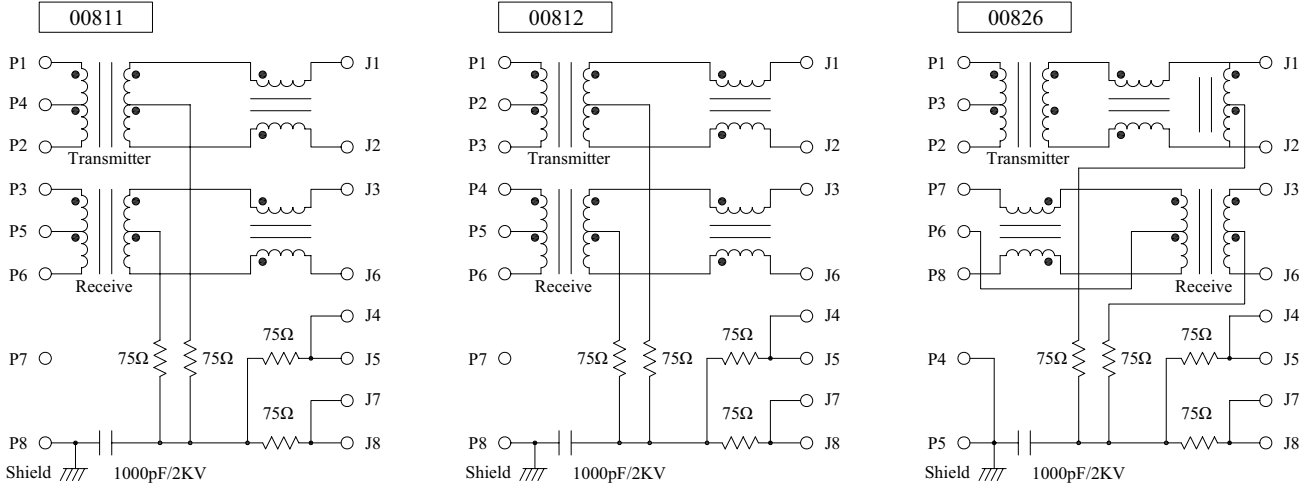 00811
P1
J1
P4
P2
J2
Transmitter
P3
J3
P5
P6
J6
Receive
J4
75Ω
P7
75Ω
75Ω
J5
J7
75Ω
P8
J8
Shield
1000pF/2KV
00812
P1
J1
P2
P3
J2
Transmitter
P4
J3
P5
P6
J6
Receive
J4
75Ω
P7
75Ω
75Ω
J5
J7
75Ω
P8
J8
Shield
1000pF/2KV
00826
P1
J1
P3
P2
J2
Transmitter
P7
J3
P6
P8
J6
Receive
J4
75Ω
P4
75Ω
75Ω
J5
J7
75Ω
P5
J8
Shield
1000pF/2KV